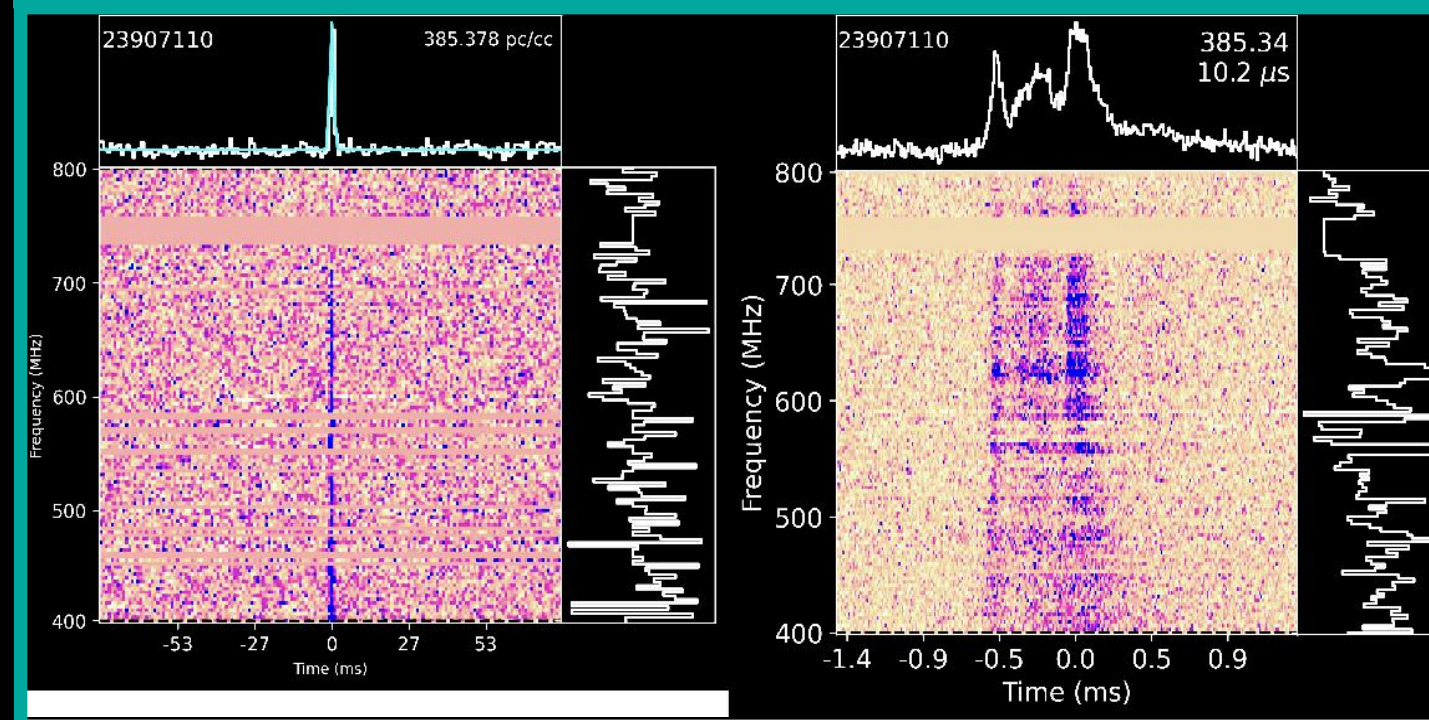 23907110
385.378 pc/cc
800
700
600
500
400
Frequency (MHz)
-53 -27 0 27 53
Time (ms)
23907110
385.34
10.2 μs
800
700
600
500
400
Frequency (MHz)
-1.4 -0.9 -0.5 0.0 0.5 0.9
Time (ms)